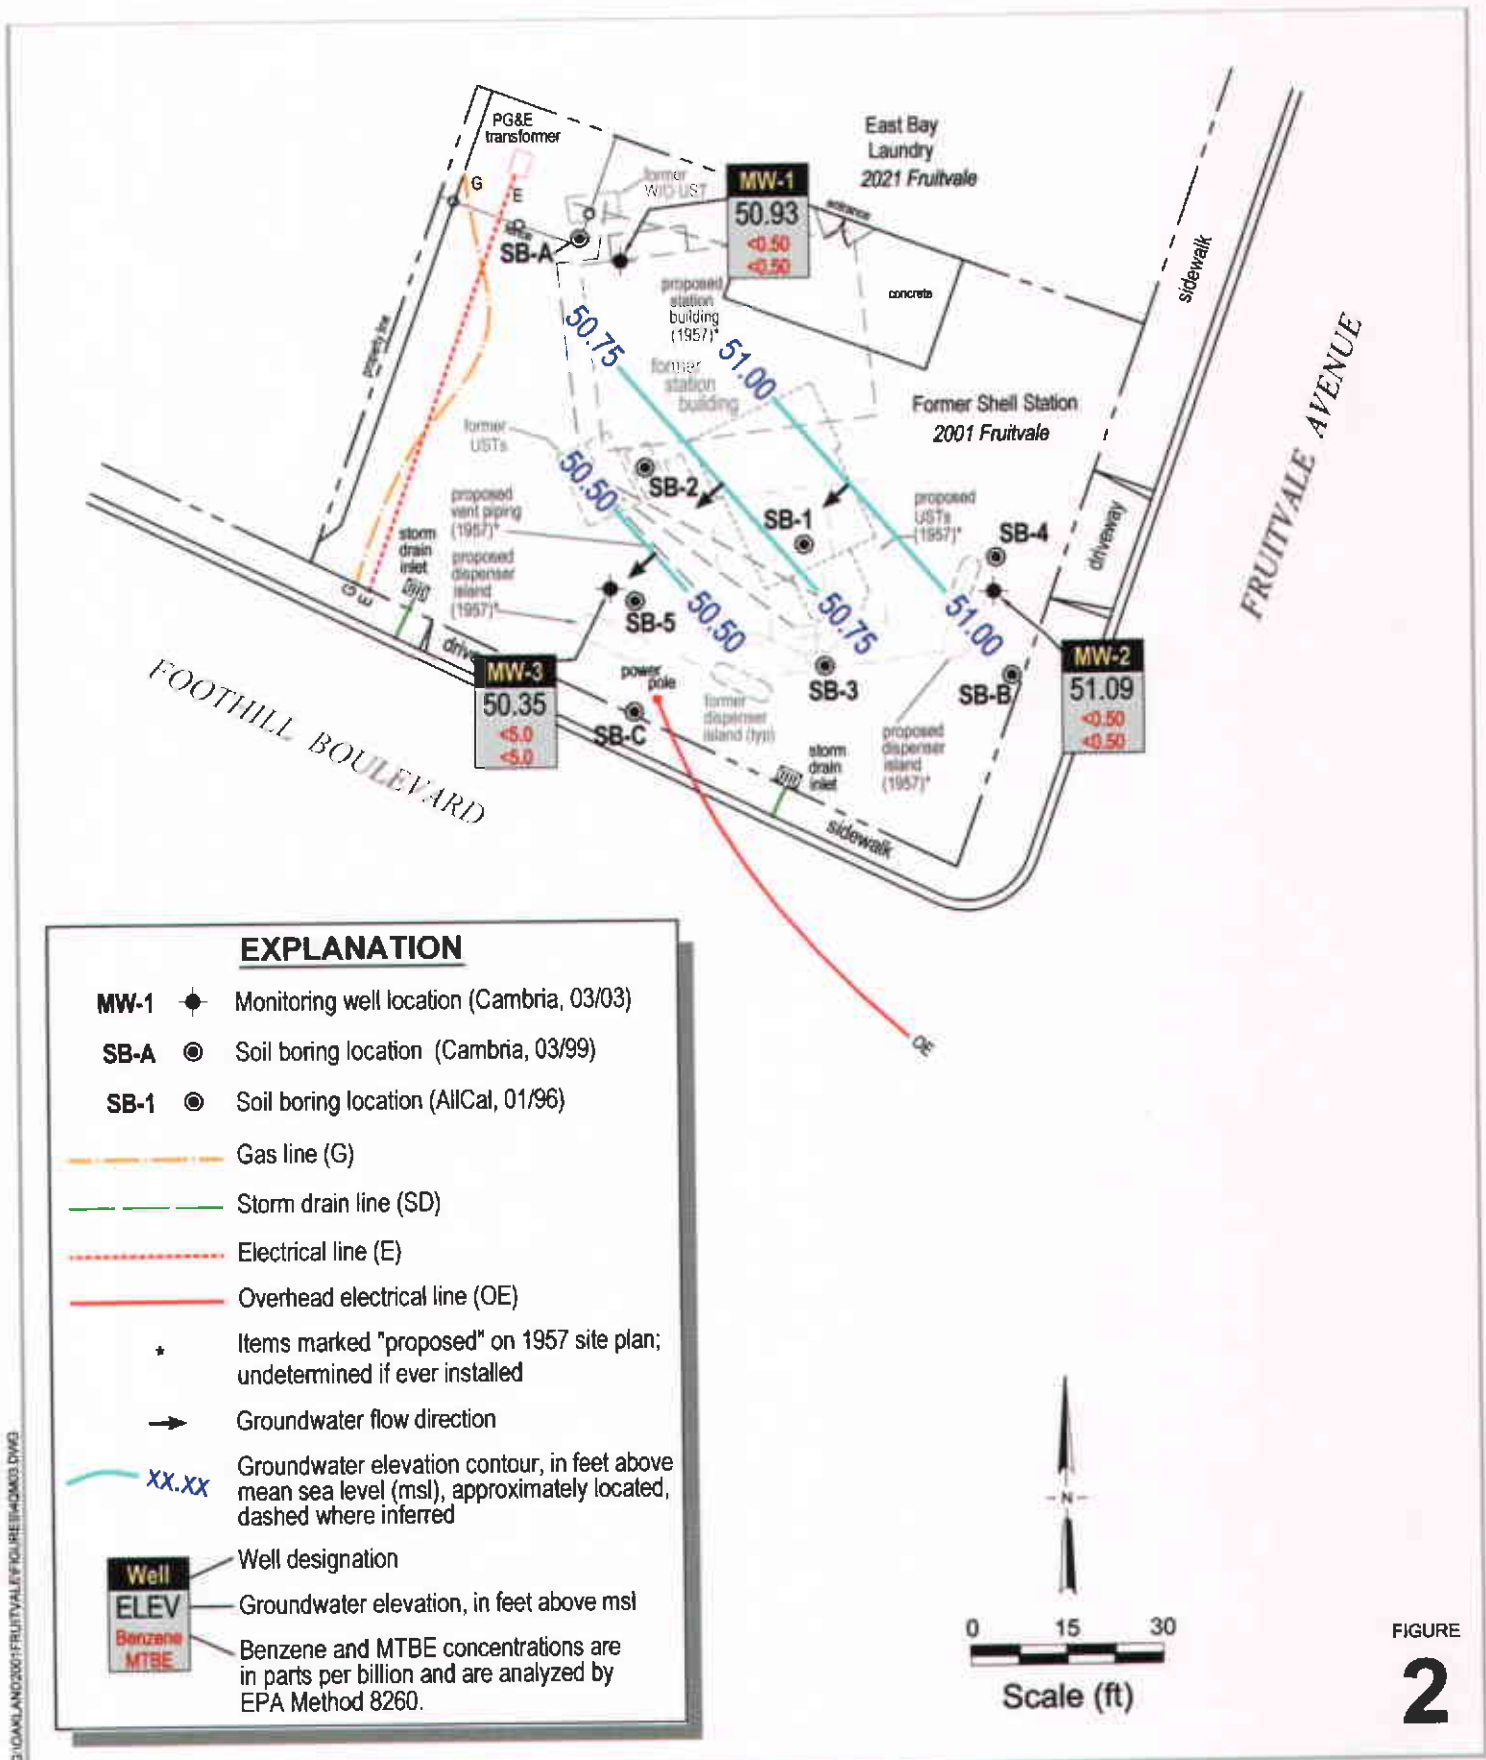 PG&E
transformer
East Bay
Laundry
2021 Fruitvale
former
W/O UST
MW-1
50.93
<0.50
<0.50
G
E
fence
SB-A
entrance
concrete
proposed
station
building
(1957)*
sidewalk
property line
50.75
51.00
former
station
building
Former Shell Station
2001 Fruitvale
FRUITVALE AVENUE
former
USTs
50.50
SB-2
SB-1
proposed
vent piping
(1957)*
proposed
USTs
(1957)*
SB-4
driveway
storm
drain
inlet
proposed
dispenser
island
(1957)*
G
E
SB-5
50.50
50.75
51.00
MW-2
51.09
<0.50
<0.50
drive
MW-3
50.35
<5.0
<5.0
power
pole
SB-3
SB-B
SB-C
former
dispenser
island (typ)
proposed
dispenser
island
(1957)*
storm
drain
inlet
sidewalk
FOOTHILL BOULEVARD
OE
EXPLANATION
MW-1 Monitoring well location (Cambria, 03/03)
SB-A Soil boring location (Cambria, 03/99)
SB-1 Soil boring location (AllCal, 01/96)
Gas line (G)
Storm drain line (SD)
Electrical line (E)
Overhead electrical line (OE)
* Items marked "proposed" on 1957 site plan;
undetermined if ever installed
Groundwater flow direction
XX.XX Groundwater elevation contour, in feet above
mean sea level (msl), approximately located,
dashed where inferred
Well Well designation
ELEV Groundwater elevation, in feet above msl
Benzene
MTBE
Benzene and MTBE concentrations are
in parts per billion and are analyzed by
EPA Method 8260.
N
0 15 30
Scale (ft)
FIGURE
2